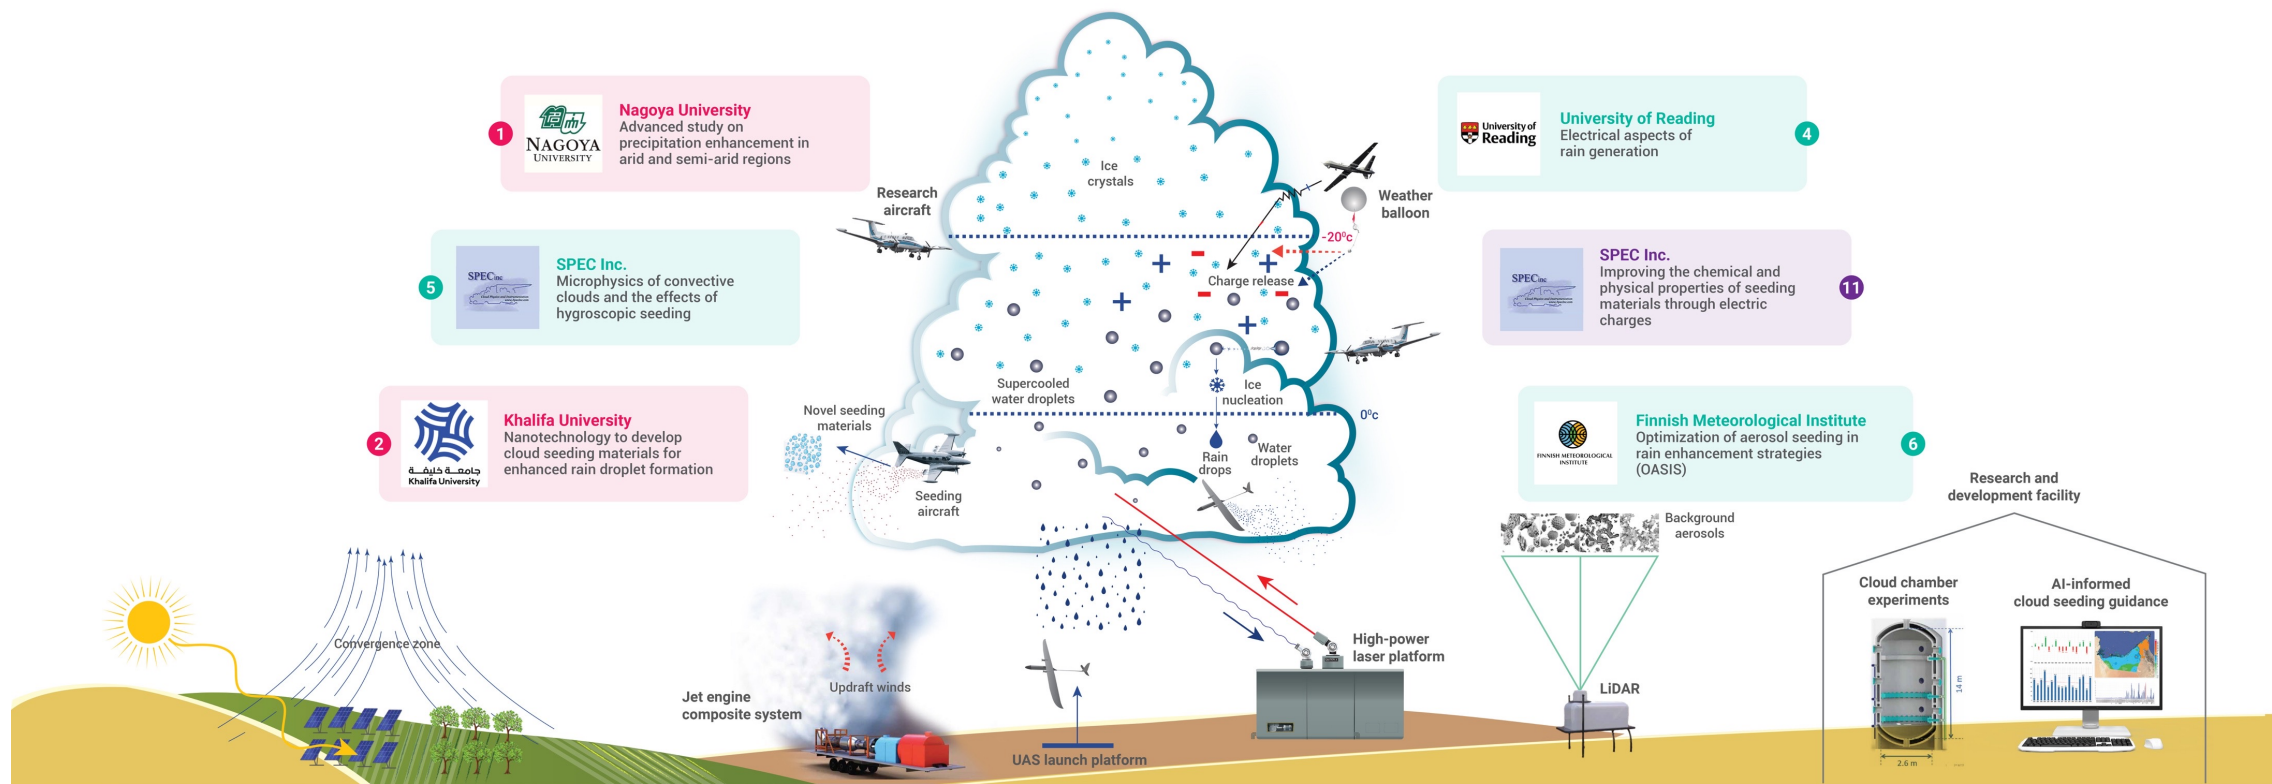 1
NAGOYA
UNIVERSITY
Nagoya University
Advanced study on
precipitation enhancement in
arid and semi-arid regions
5
SPEC inc
SPEC Inc.
Microphysics of convective
clouds and the effects of
hygroscopic seeding
2
جامعة خليفة
Khalifa University
Khalifa University
Nanotechnology to develop
cloud seeding materials for
enhanced rain droplet formation
4
University of
Reading
University of Reading
Electrical aspects of
rain generation
11
SPEC inc
SPEC Inc.
Improving the chemical and
physical properties of seeding
materials through electric
charges
6
FINNISH METEOROLOGICAL
INSTITUTE
Finnish Meteorological Institute
Optimization of aerosol seeding in
rain enhancement strategies
(OASIS)
Research
aircraft
Ice
crystals
Weather
balloon
-20⁰c
Charge release
Supercooled
water droplets
Ice
nucleation
0⁰c
Novel seeding
materials
Seeding
aircraft
Rain
drops
Water
droplets
Convergence zone
Updraft winds
Jet engine
composite system
UAS launch platform
High-power
laser platform
Background
aerosols
LiDAR
Research and
development facility
Cloud chamber
experiments
14 m
2.6 m
AI-informed
cloud seeding guidance